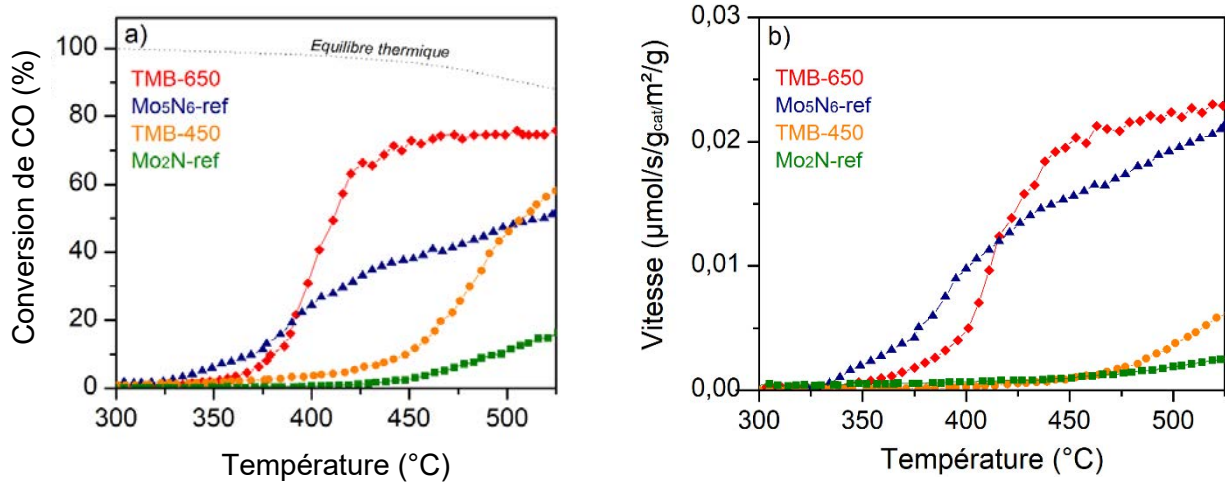 a)
Equilibre thermique
TMB-650
Mo5N6-ref
TMB-450
Mo2N-ref
100
80
60
40
20
0
300 350 400 450 500
Conversion de CO (%)
Température (°C)
b)
TMB-650
Mo5N6-ref
TMB-450
Mo2N-ref
0,03
0,02
0,01
0,00
300 350 400 450 500
Vitesse (µmol/s/gcat/m²/g)
Température (°C)